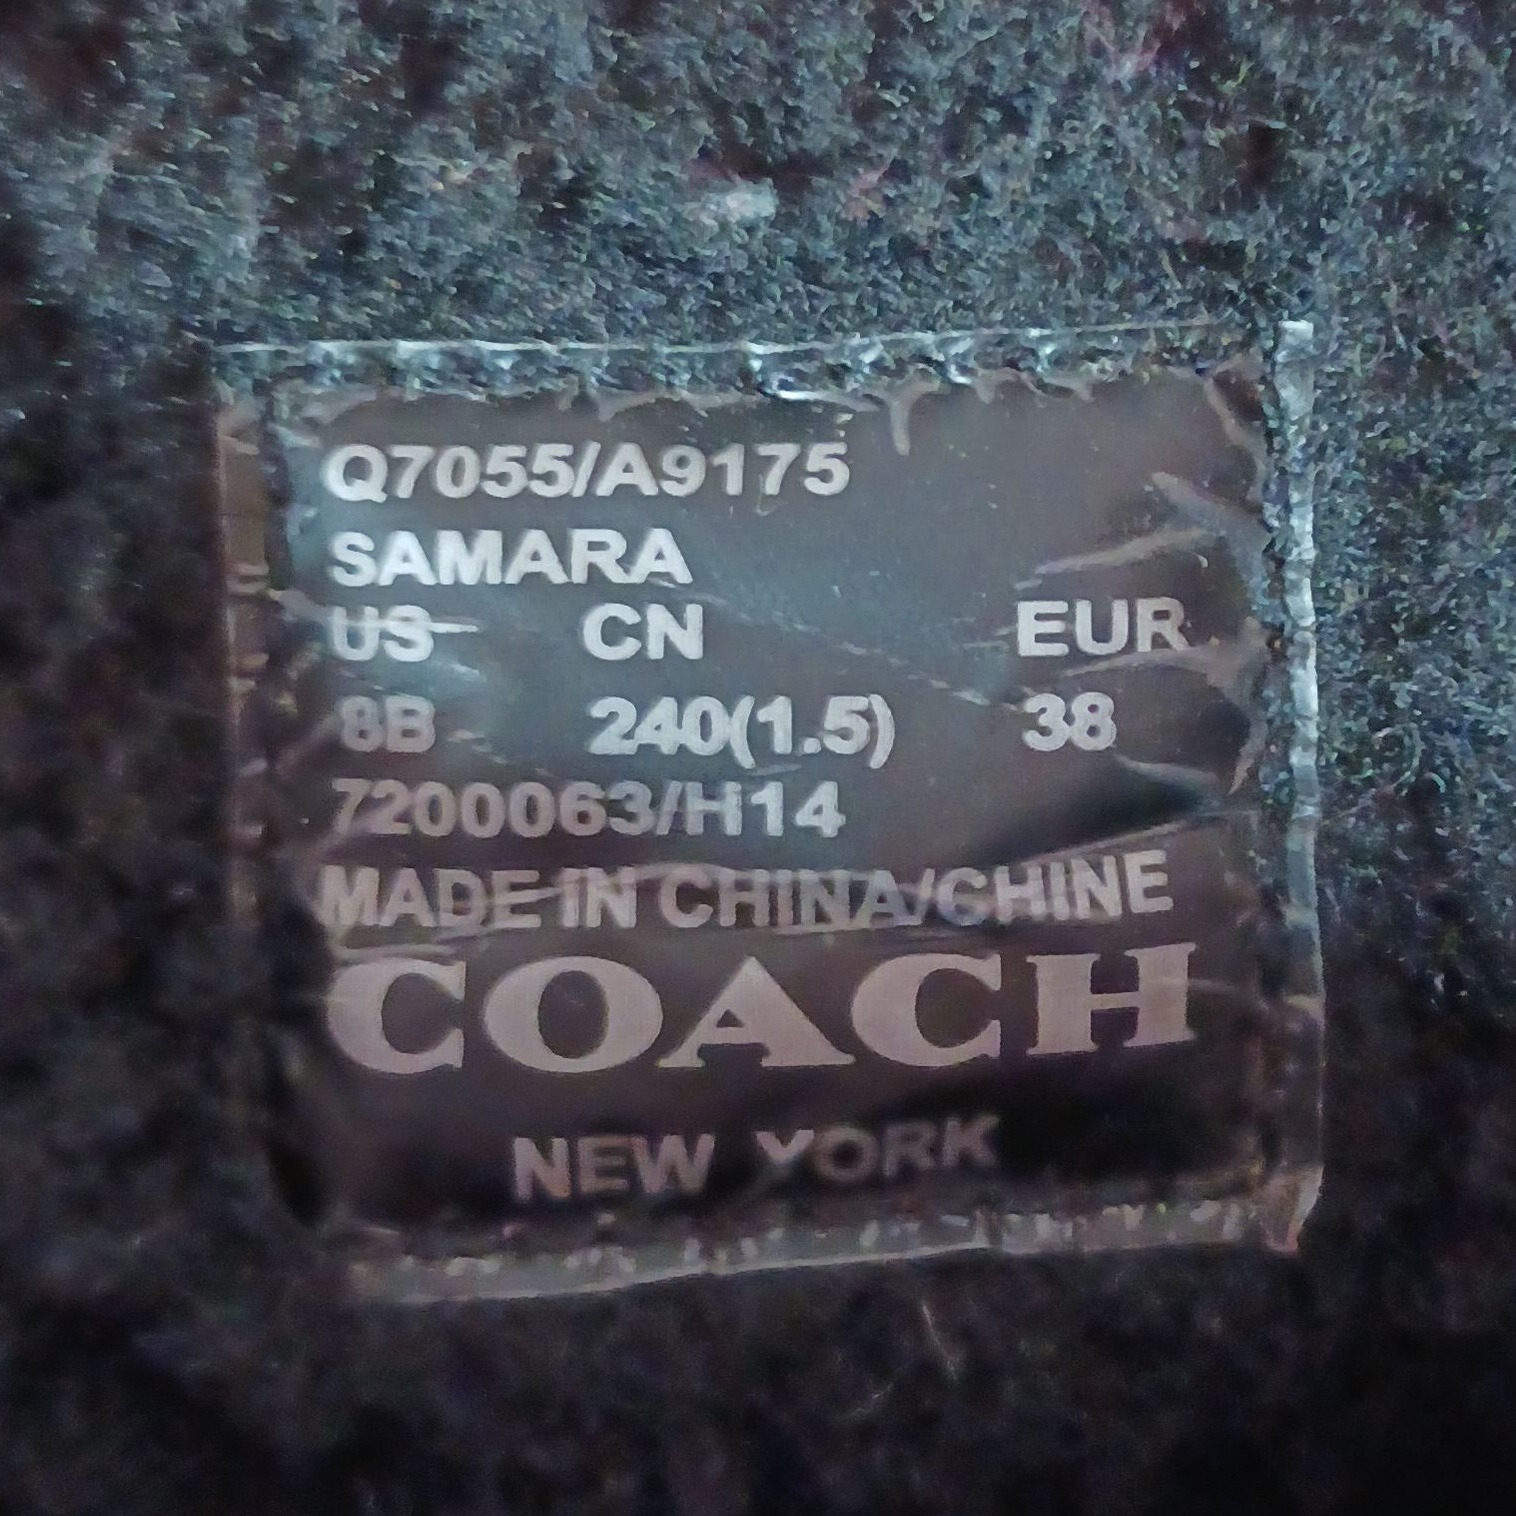 Q7055/A9175
SAMARA
US CN EUR
8B 240(1.5) 38
7200063/H14
MADE IN CHINA/CHINE
COACH
NEW YORK